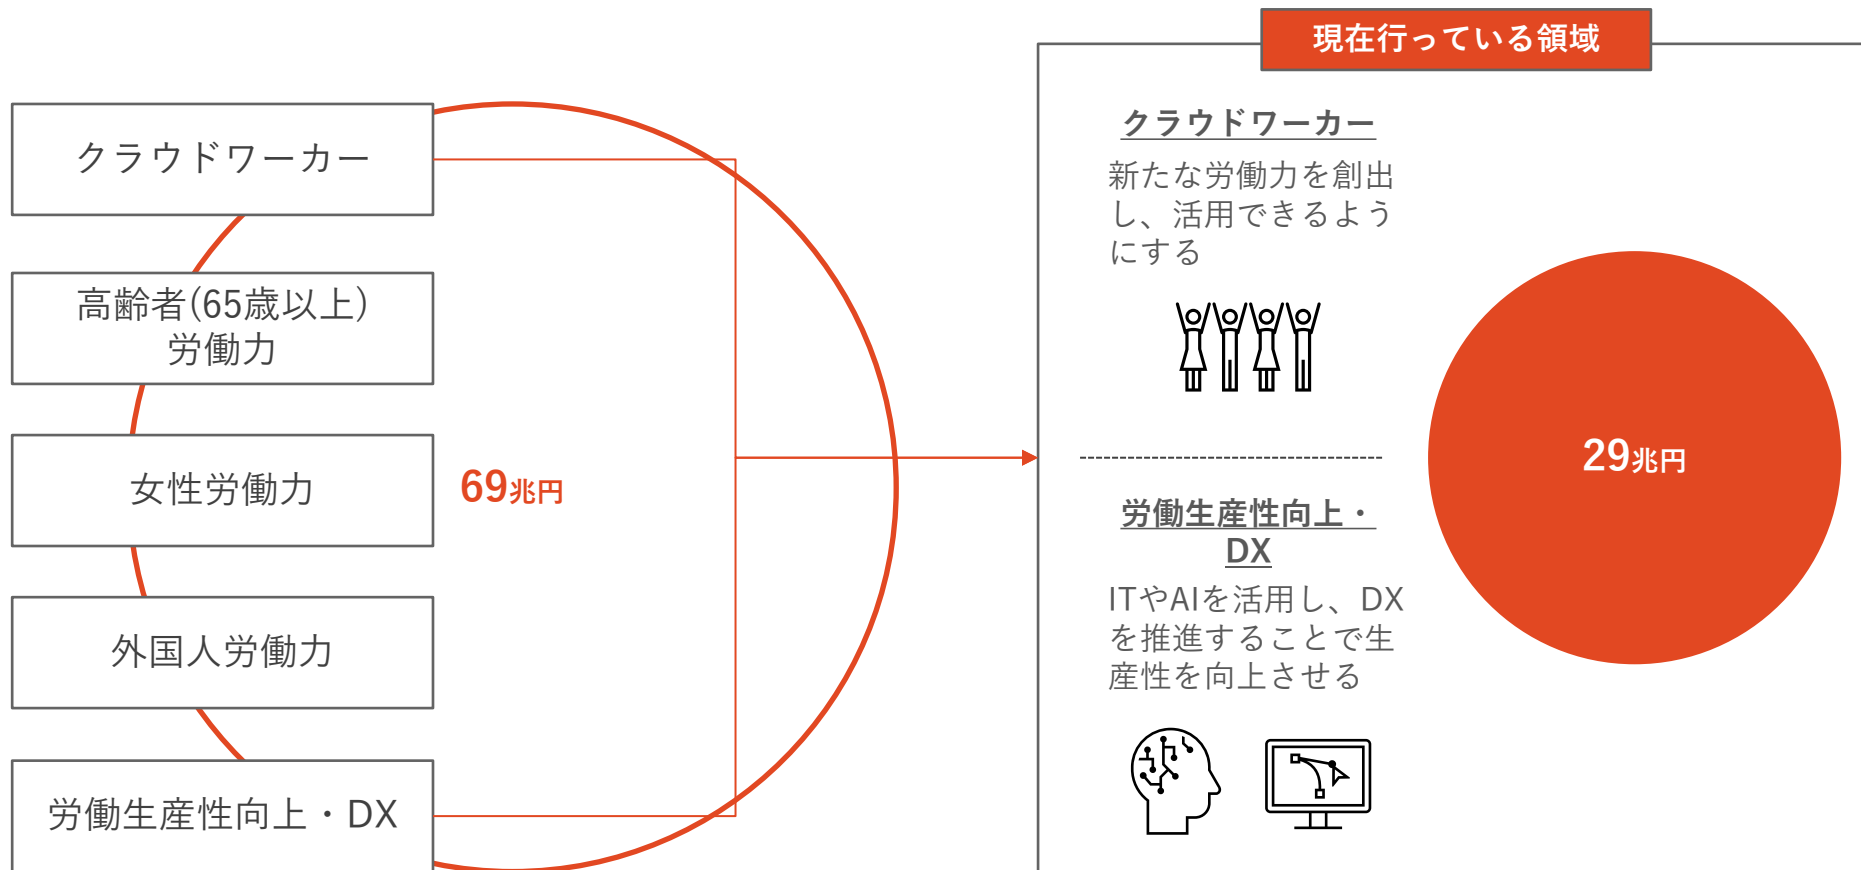 クラウドワーカー
高齢者(65歳以上)
労働力
女性労働力
外国人労働力
労働生産性向上・DX
69兆円
現在行っている領域
クラウドワーカー
新たな労働力を創出
し、活用できるよう
にする
労働生産性向上・
DX
ITやAIを活用し、DX
を推進することで生
産性を向上させる
29兆円